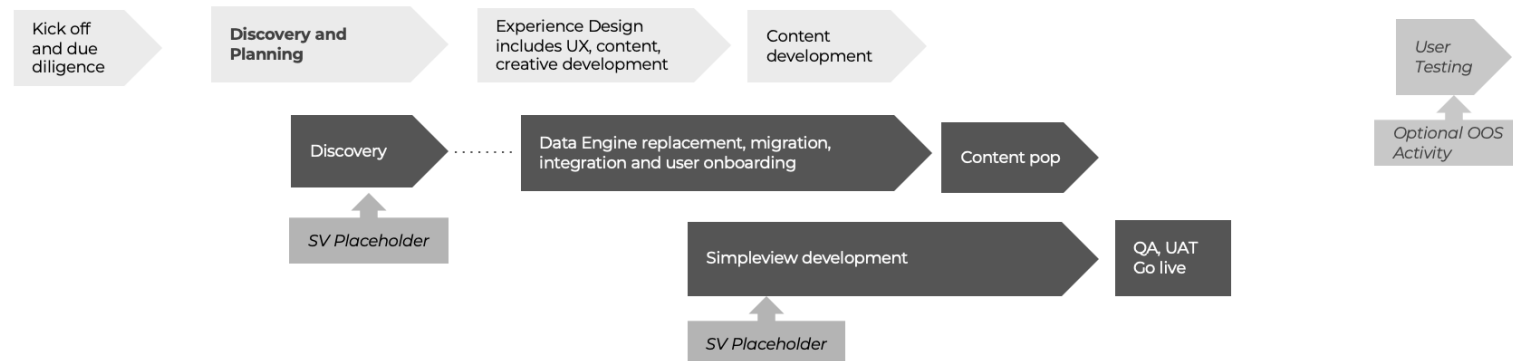 Kick off
and due
diligence
Discovery and
Planning
Experience Design
includes UX, content,
creative development
Content
development
User
Testing
Discovery
Data Engine replacement, migration,
integration and user onboarding
Content pop
Optional OOS
Activity
SV Placeholder
Simpleview development
QA, UAT
Go live
SV Placeholder